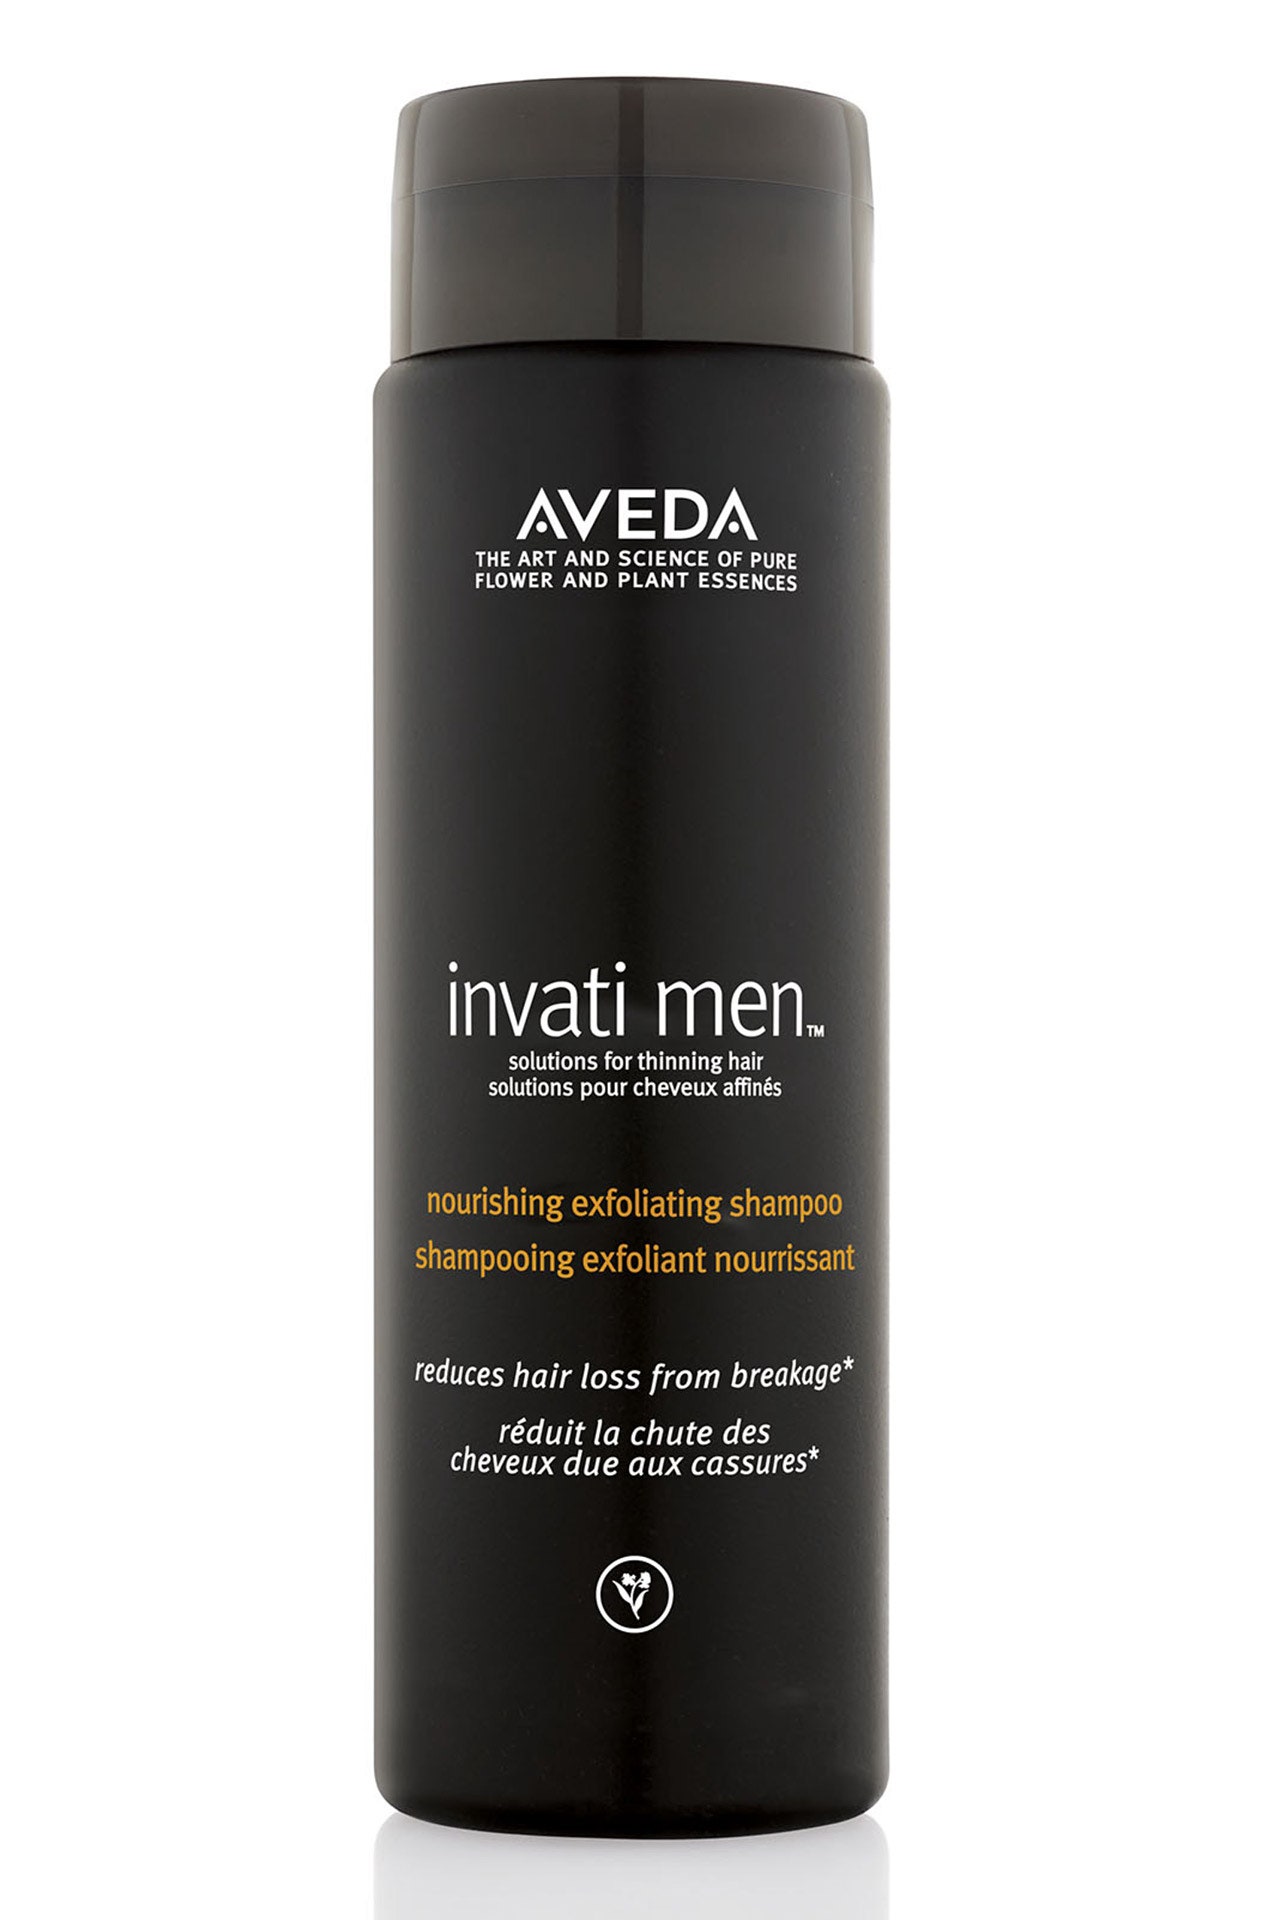 AVEDA
THE ART AND SCIENCE OF PURE
FLOWER AND PLANT ESSENCES
invati men™
solutions for thinning hair
solutions pour cheveux affinés
nourishing exfoliating shampoo
shampooing exfoliant nourrissant
reduces hair loss from breakage*
réduit la chute des
cheveux due aux cassures*